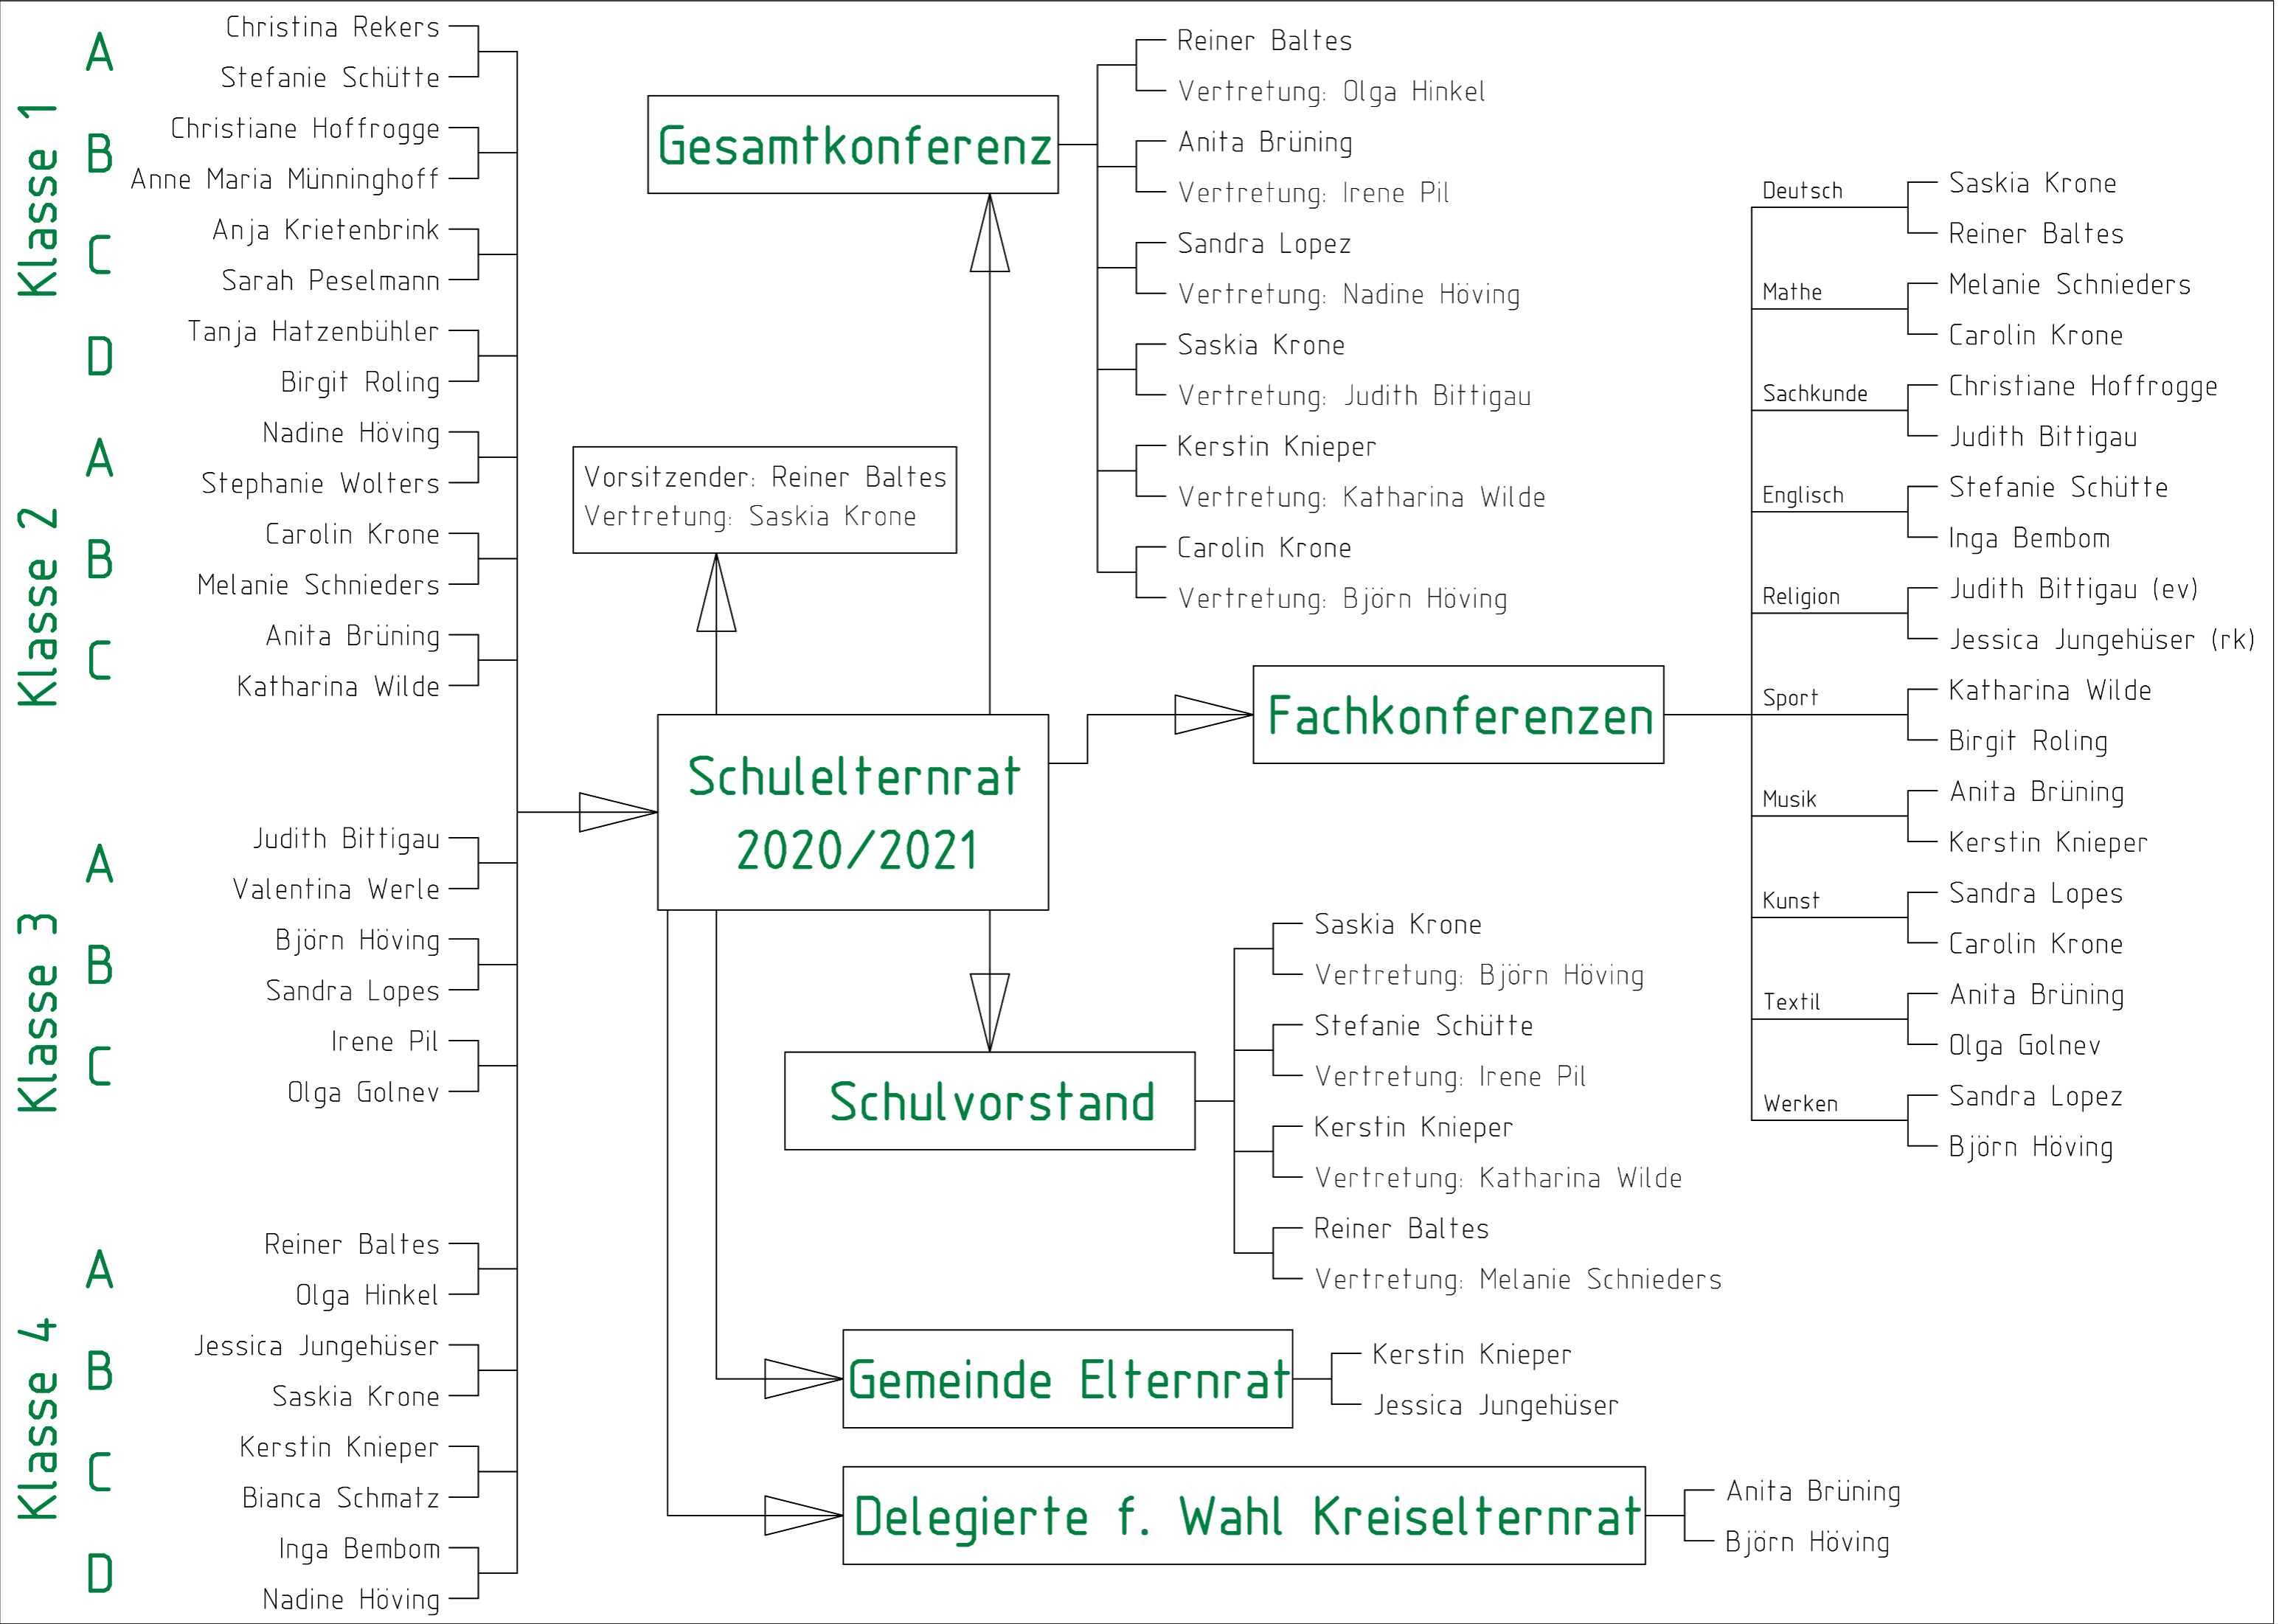 Klasse 1
A
Christina Rekers
Stefanie Schütte
B
Christiane Hoffrogge
Anne Maria Münninghoff
C
Anja Krietenbrink
Sarah Peselmann
D
Tanja Hatzenbühler
Birgit Roling
Klasse 2
A
Nadine Höving
Stephanie Wolters
B
Carolin Krone
Melanie Schnieders
C
Anita Brüning
Katharina Wilde
Klasse 3
A
Judith Bittigau
Valentina Werle
B
Björn Höving
Sandra Lopes
C
Irene Pil
Olga Golnev
Klasse 4
A
Reiner Baltes
Olga Hinkel
B
Jessica Jungehüser
Saskia Krone
C
Kerstin Knieper
Bianca Schmatz
D
Inga Bembom
Nadine Höving
Schulelternrat
2020/2021
Vorsitzender: Reiner Baltes
Vertretung: Saskia Krone
Gesamtkonferenz
Reiner Baltes
Vertretung: Olga Hinkel
Anita Brüning
Vertretung: Irene Pil
Sandra Lopez
Vertretung: Nadine Höving
Saskia Krone
Vertretung: Judith Bittigau
Kerstin Knieper
Vertretung: Katharina Wilde
Carolin Krone
Vertretung: Björn Höving
Fachkonferenzen
Deutsch
Saskia Krone
Reiner Baltes
Mathe
Melanie Schnieders
Carolin Krone
Sachkunde
Christiane Hoffrogge
Judith Bittigau
Englisch
Stefanie Schütte
Inga Bembom
Religion
Judith Bittigau (ev)
Jessica Jungehüser (rk)
Sport
Katharina Wilde
Birgit Roling
Musik
Anita Brüning
Kerstin Knieper
Kunst
Sandra Lopes
Carolin Krone
Textil
Anita Brüning
Olga Golnev
Werken
Sandra Lopez
Björn Höving
Schulvorstand
Saskia Krone
Vertretung: Björn Höving
Stefanie Schütte
Vertretung: Irene Pil
Kerstin Knieper
Vertretung: Katharina Wilde
Reiner Baltes
Vertretung: Melanie Schnieders
Gemeinde Elternrat
Kerstin Knieper
Jessica Jungehüser
Delegierte f. Wahl Kreiselternrat
Anita Brüning
Björn Höving